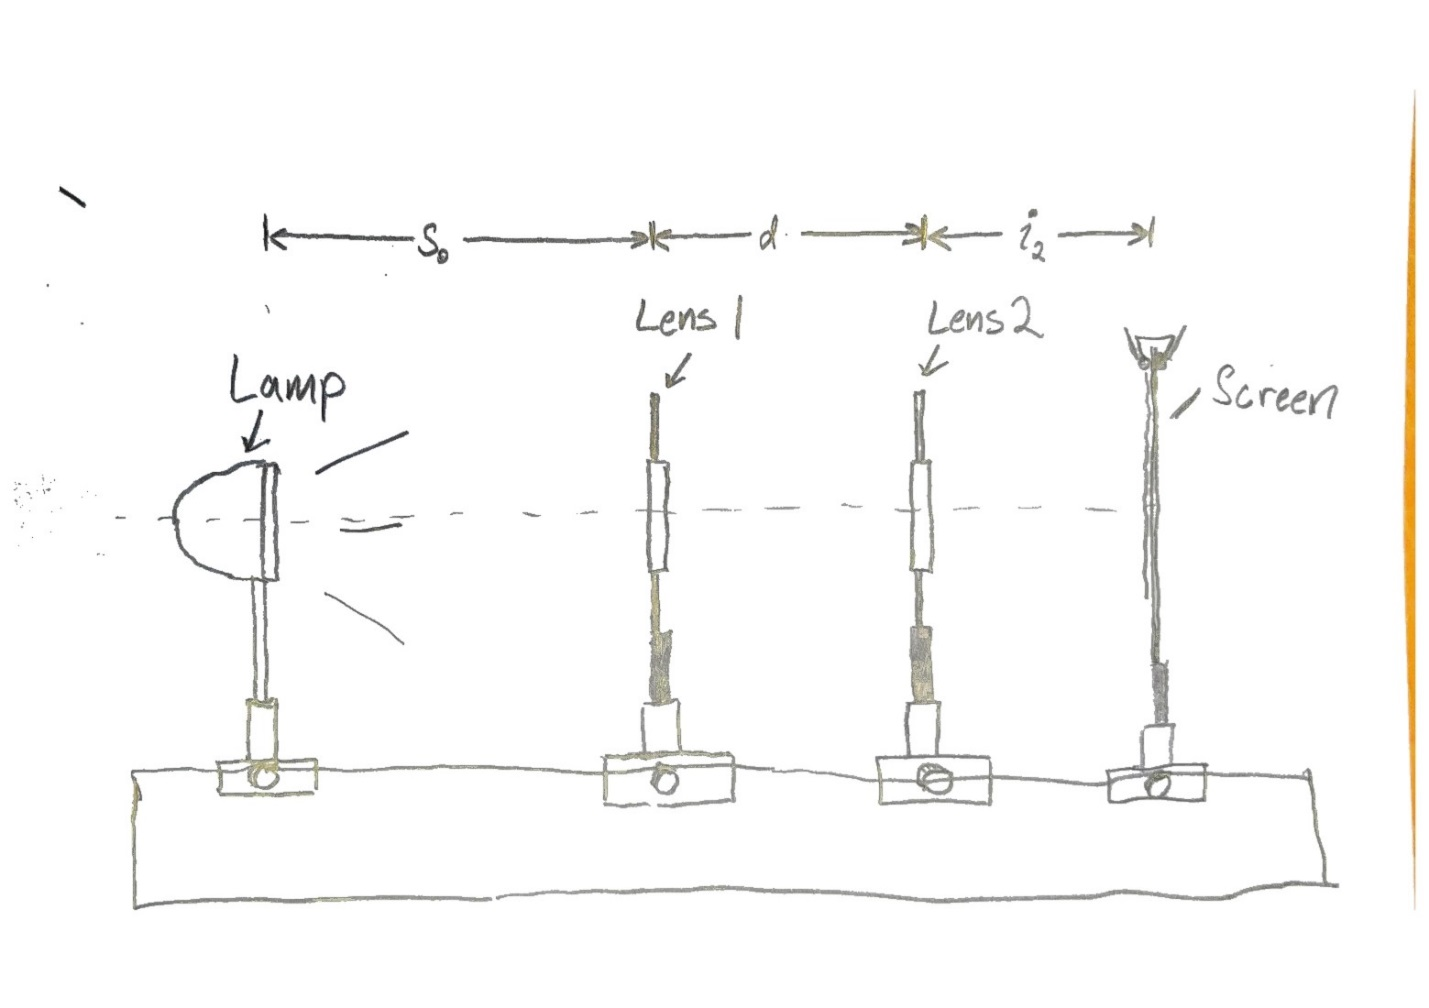 S₀ d i₂
Lens 1 Lens 2
Lamp Screen